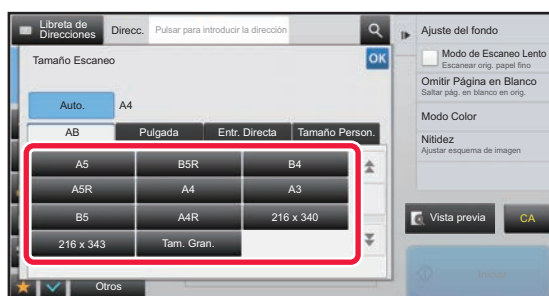 Libreta de
Direcciones
Direcc.
Pulsar para introducir la dirección
Tamaño Escaneo
OK
Auto.
A4
AB
Pulgada
Entr. Directa
Tamaño Person.
A5
B5R
B4
A5R
A4
A3
B5
A4R
216 x 340
216 x 343
Tam. Gran.
Otros
Ajuste del fondo
Modo de Escaneo Lento
Escanear orig. papel fino
Omitir Página en Blanco
Saltar pág. en blanco en orig.
Modo Color
Nitidez
Ajustar esquema de imagen
Vista previa
CA